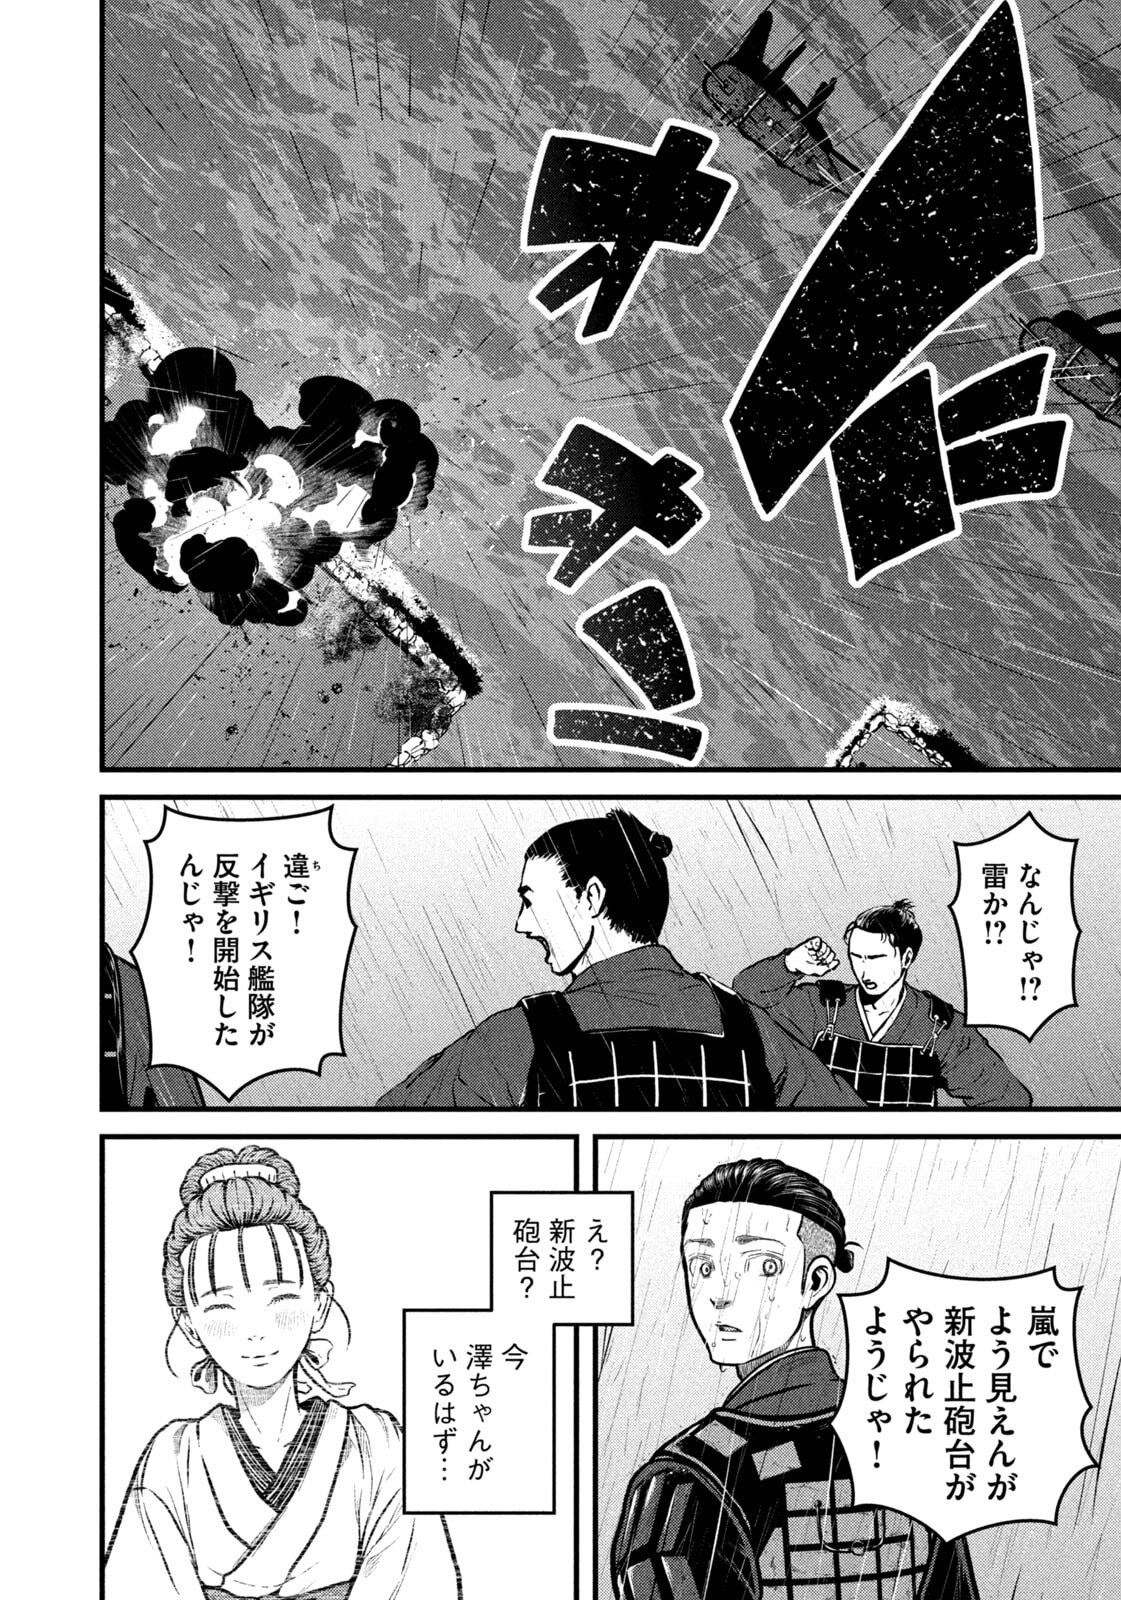 ドォォン
なんじゃ!?
雷か!?
違ご!
イギリス艦隊が
反撃を開始した
んじゃ!
嵐で
よう見えんが
新波止砲台が
やられた
ようじゃ!
え?
新波止
砲台?
今
澤ちゃんが
いるはず…